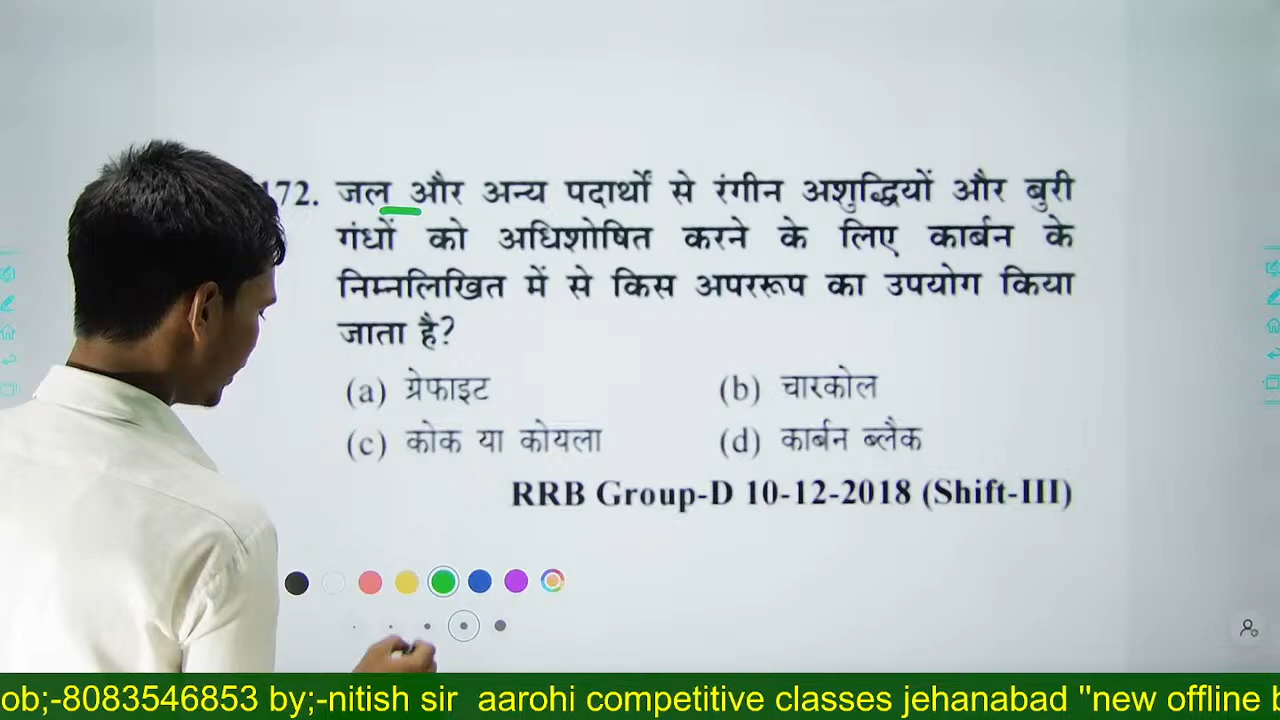 172. जल और अन्य पदार्थों से रंगीन अशुद्धियों और बुरी
गंधों को अधिशोषित करने के लिए कार्बन के
निम्नलिखित में से किस अपररूप का उपयोग किया
जाता है?
(a) ग्रेफाइट (b) चारकोल
(c) कोक या कोयला (d) कार्बन ब्लैक
RRB Group-D 10-12-2018 (Shift-III)
ob;-8083546853 by;-nitish sir aarohi competitive classes jehanabad "new offline b